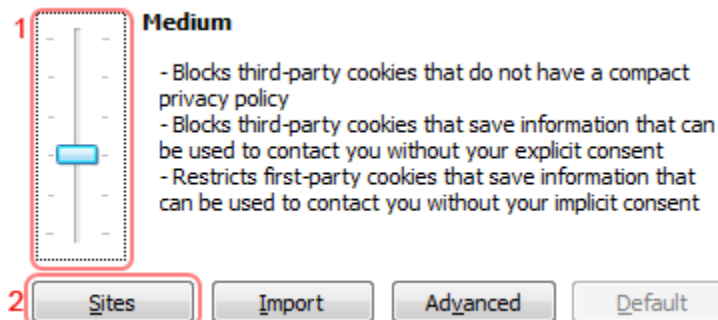 1
Medium
- Blocks third-party cookies that do not have a compact
privacy policy
- Blocks third-party cookies that save information that can
be used to contact you without your explicit consent
- Restricts first-party cookies that save information that
can be used to contact you without your implicit consent
2 Sites Import Advanced Default